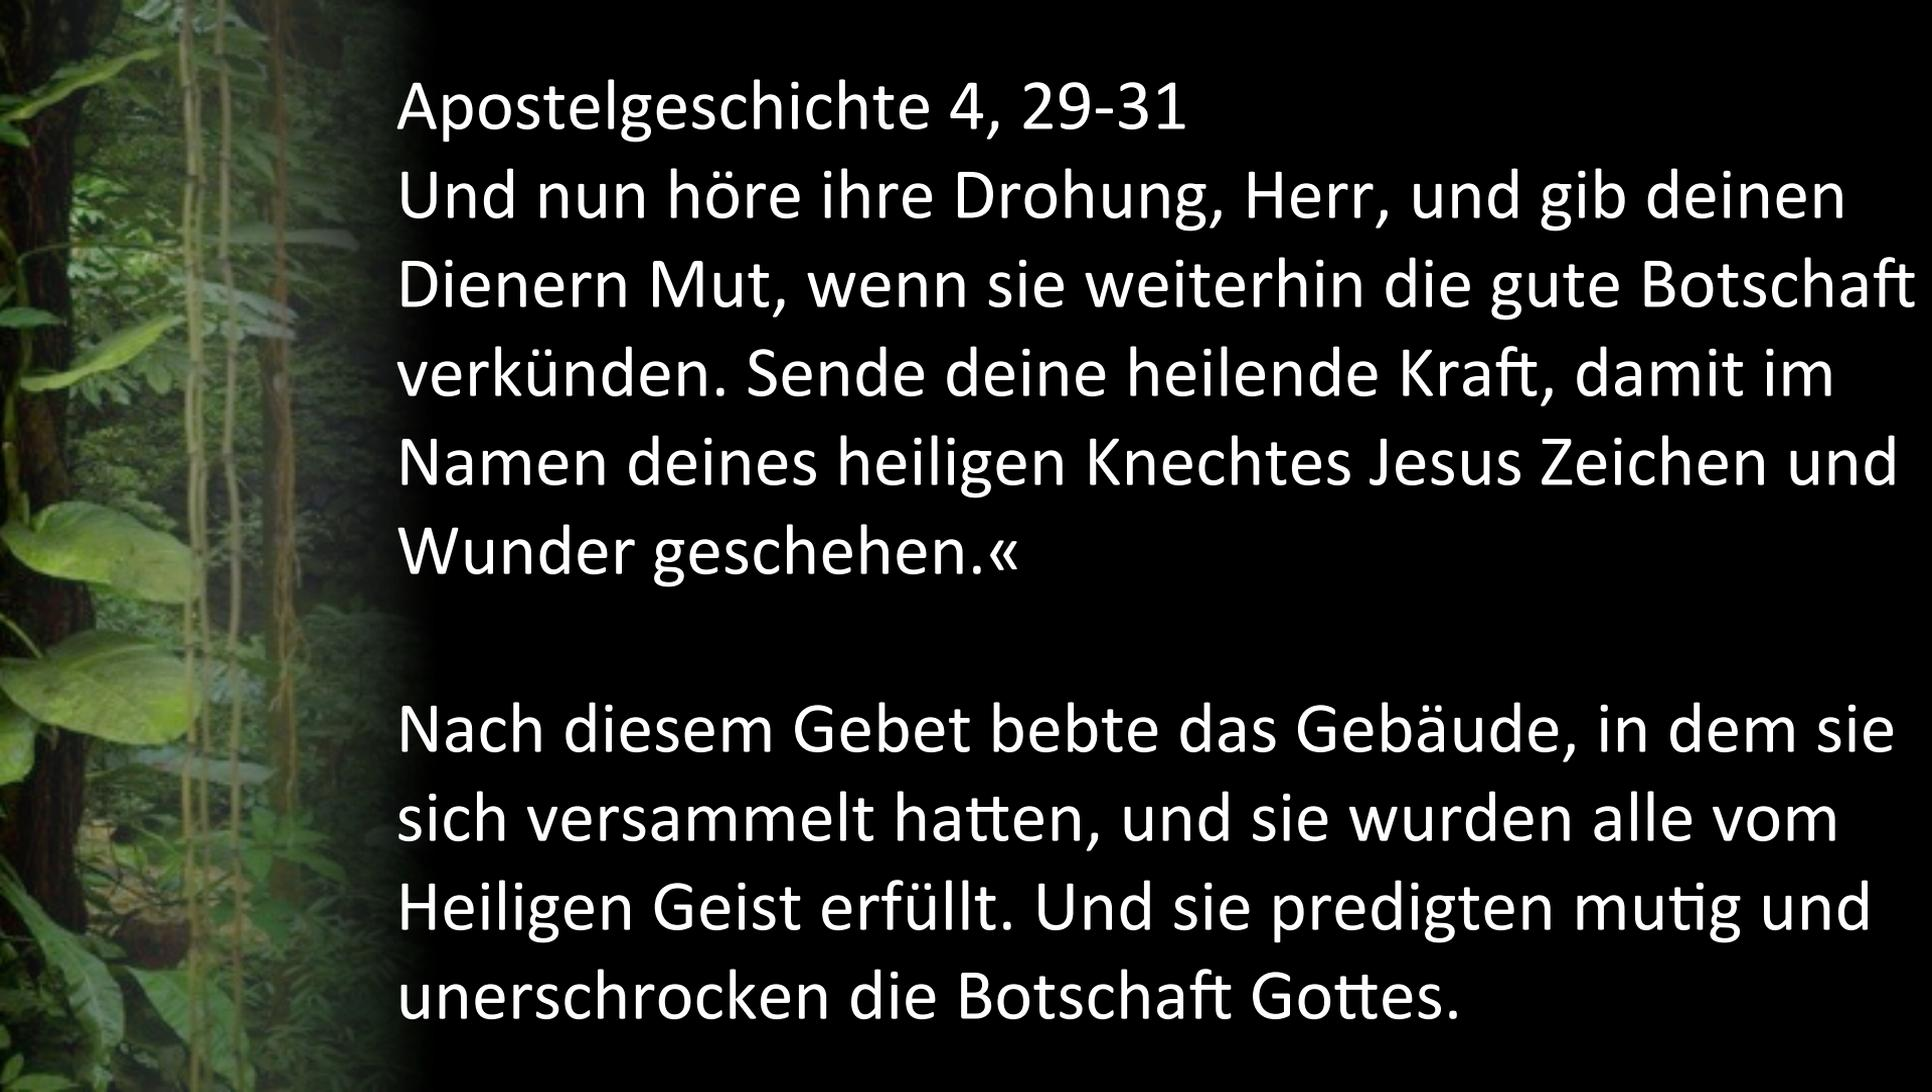 Apostelgeschichte 4, 29-31
Und nun höre ihre Drohung, Herr, und gib deinen
Dienern Mut, wenn sie weiterhin die gute Botschaft
verkünden. Sende deine heilende Kraft, damit im
Namen deines heiligen Knechtes Jesus Zeichen und
Wunder geschehen.«
Nach diesem Gebet bebte das Gebäude, in dem sie
sich versammelt hatten, und sie wurden alle vom
Heiligen Geist erfüllt. Und sie predigten mutig und
unerschrocken die Botschaft Gottes.